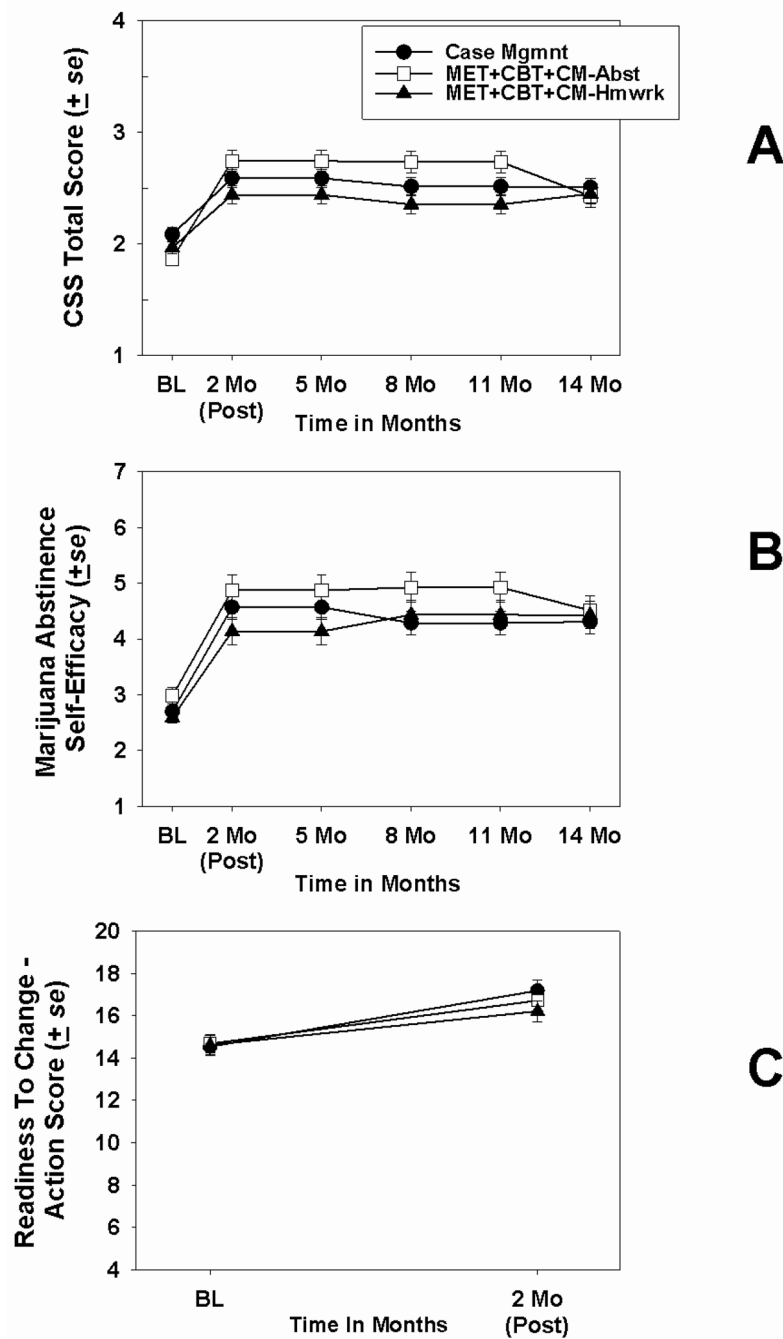 4
Case Mgmnt
MET+CBT+CM-Abst
MET+CBT+CM-Hmwrk
3
2
1
CSS Total Score (± se)
A
BL 2 Mo 5 Mo 8 Mo 11 Mo 14 Mo
(Post)
Time in Months
7
6
5
4
3
2
1
Marijuana Abstinence
Self-Efficacy (±se)
B
BL 2 Mo 5 Mo 8 Mo 11 Mo 14 Mo
(Post)
Time in Months
20
18
16
14
12
10
8
6
4
Readiness To Change -
Action Score (± se)
C
BL 2 Mo
(Post)
Time In Months